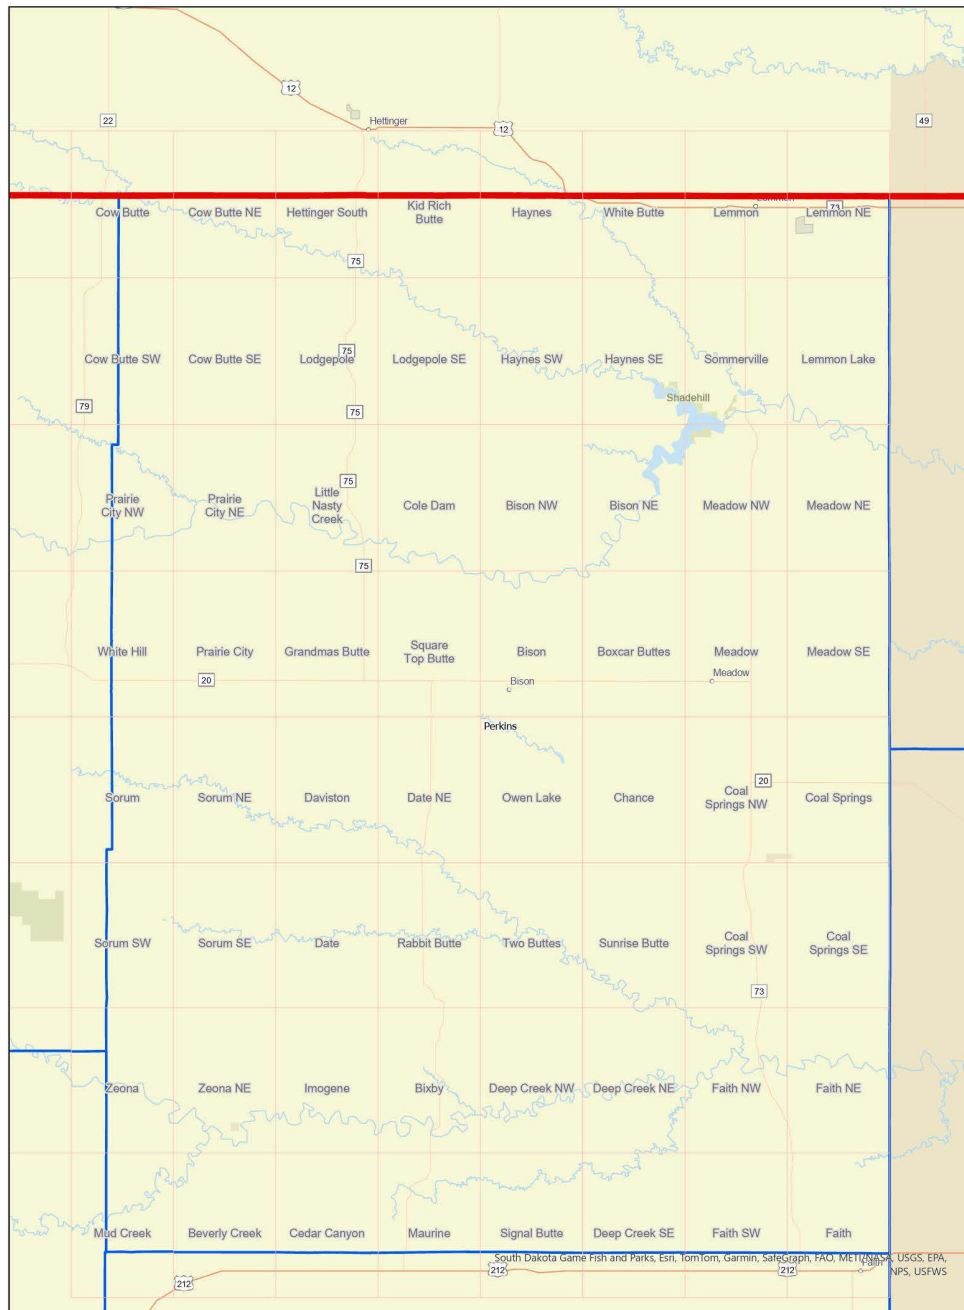 12
22
Hettinger
12
49
Cow Butte
Cow Butte NE
Hettinger South
Kid Rich
Butte
Haynes
White Butte
Lemmon
Lemmon
73
Lemmon NE
75
Cow Butte SW
Cow Butte SE
75
Lodgepole
Lodgepole SE
Haynes SW
Haynes SE
Sommerville
Lemmon Lake
Shadehill
79
75
75
Prairie
City NW
Prairie
City NE
Little
Nasty
Creek
Cole Dam
Bison NW
Bison NE
Meadow NW
Meadow NE
75
White Hill
Prairie City
Grandmas Butte
Square
Top Butte
Bison
Boxcar Buttes
Meadow
Meadow SE
20
Bison
Meadow
Perkins
20
Sorum
Sorum NE
Daviston
Date NE
Owen Lake
Chance
Coal
Springs NW
Coal Springs
Sorum SW
Sorum SE
Date
Rabbit Butte
Two Buttes
Sunrise Butte
Coal
Springs SW
Coal
Springs SE
73
Zeona
Zeona NE
Imogene
Bixby
Deep Creek NW
Deep Creek NE
Faith NW
Faith NE
Mud Creek
Beverly Creek
Cedar Canyon
Maurine
Signal Butte
Deep Creek SE
Faith SW
Faith
South Dakota Game Fish and Parks, Esri, TomTom, Garmin, SafeGraph, FAO, METI/NASA, USGS, EPA,
NPS, USFWS
212
212
212
Faith